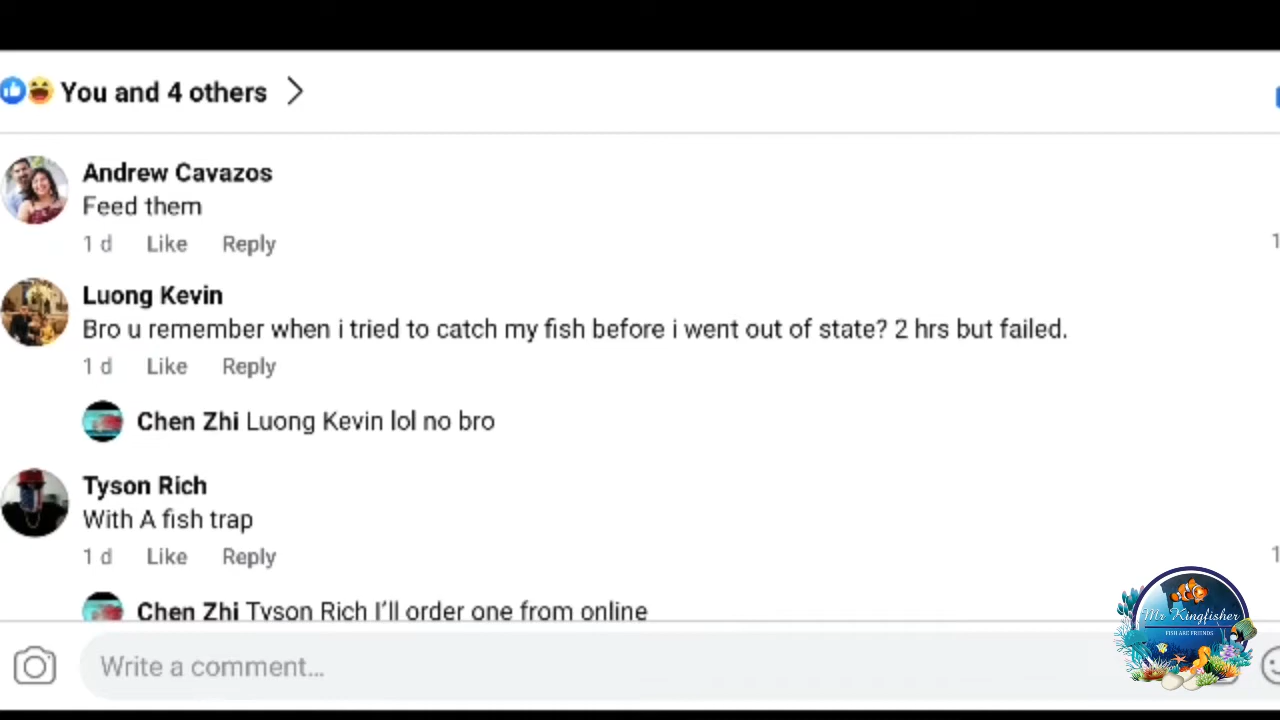 You and 4 others
Andrew Cavazos
Feed them
1 d Like Reply
Luong Kevin
Bro u remember when i tried to catch my fish before i went out of state? 2 hrs but failed.
1 d Like Reply
Chen Zhi Luong Kevin lol no bro
Tyson Rich
With A fish trap
1 d Like Reply
Chen Zhi Tyson Rich I'll order one from online
Write a comment...
Mr Kingfisher
FISH ARE FRIENDS